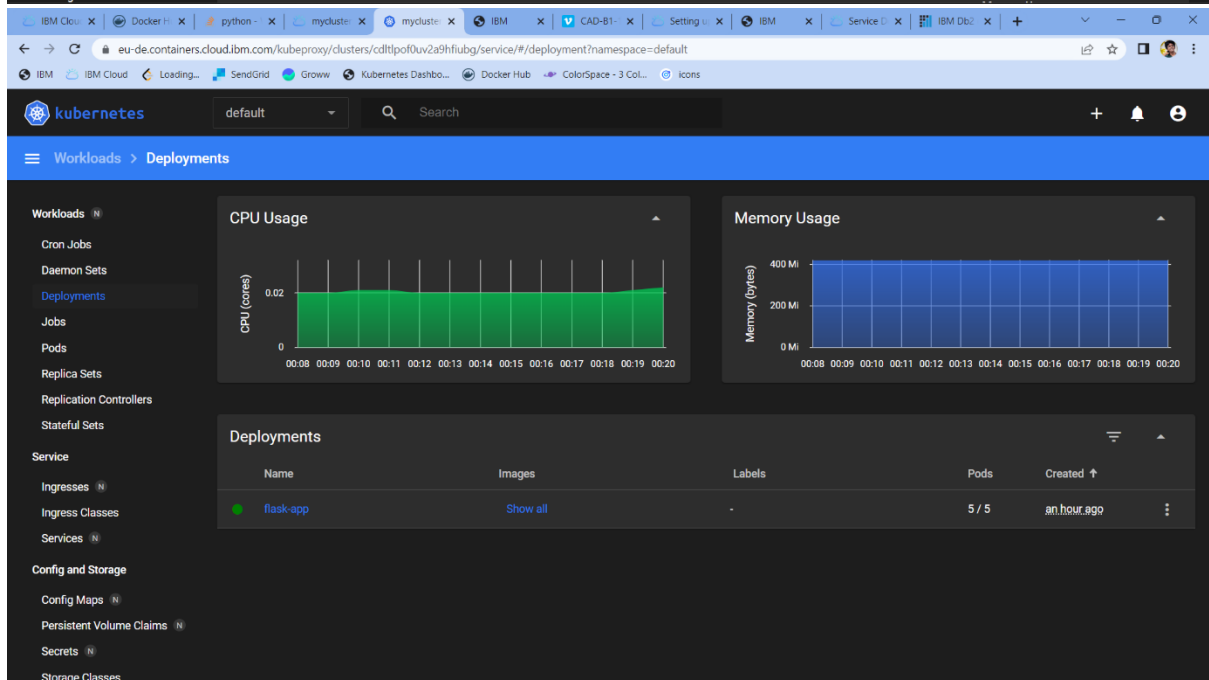 IBM Clou
Docker H
python -
mycluster
mycluste
IBM
CAD-B1-
Setting u
IBM
Service D
IBM Db2
eu-de.containers.cloud.ibm.com/kubeproxy/clusters/cdltlpof0uv2a9hfiubg/service/#/deployment?namespace=default
IBM
IBM Cloud
Loading...
SendGrid
Groww
Kubernetes Dashbo...
Docker Hub
ColorSpace - 3 Col...
icons
kubernetes
default
Search
Workloads > Deployments
Workloads N
Cron Jobs
Daemon Sets
Deployments
Jobs
Pods
Replica Sets
Replication Controllers
Stateful Sets
Service
Ingresses N
Ingress Classes
Services N
Config and Storage
Config Maps N
Persistent Volume Claims N
Secrets N
Storage Classes
CPU Usage
CPU (cores)
0.02
0
00:08 00:09 00:10 00:11 00:12 00:13 00:14 00:15 00:16 00:17 00:18 00:19 00:20
Memory Usage
Memory (bytes)
400 Mi
200 Mi
0 Mi
00:08 00:09 00:10 00:11 00:12 00:13 00:14 00:15 00:16 00:17 00:18 00:19 00:20
Deployments
Name Images Labels Pods Created
flask-app Show all - 5 / 5 an hour ago